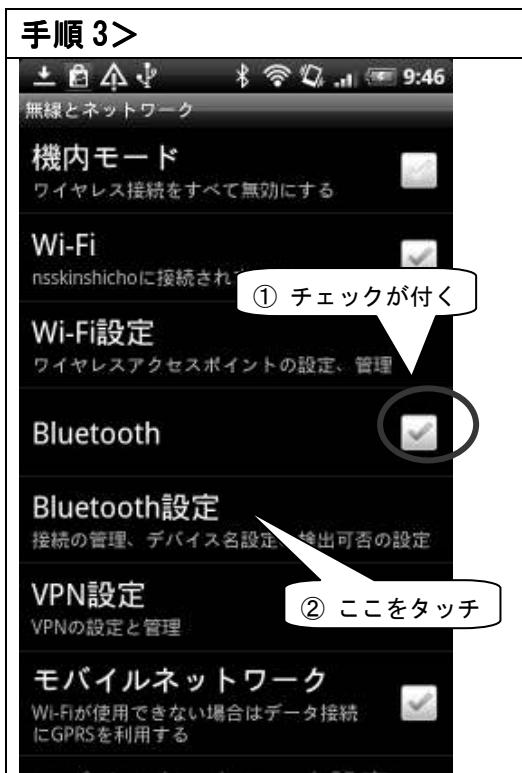 手順 3>
9:46
無線とネットワーク
機内モード
ワイヤレス接続をすべて無効にする
Wi-Fi
nsskinshichoに接続され
① チェックが付く
Wi-Fi設定
ワイヤレスアクセスポイントの設定、管理
Bluetooth
Bluetooth設定
接続の管理、デバイス名設定 検出可否の設定
VPN設定
VPNの設定と管理
② ここをタッチ
モバイルネットワーク
Wi-Fiが使用できない場合はデータ接続
にGPRSを利用する